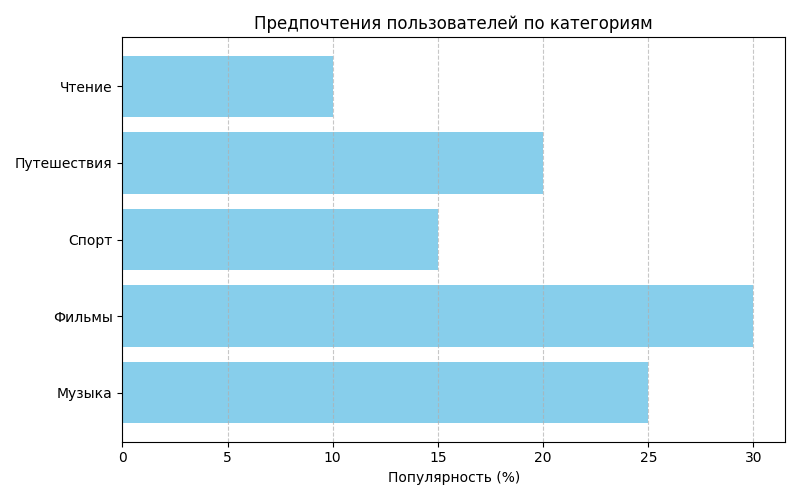 Предпочтения пользователей по категориям
Чтение
Путешествия
Спорт
Фильмы
Музыка
0 5 10 15 20 25 30
Популярность (%)